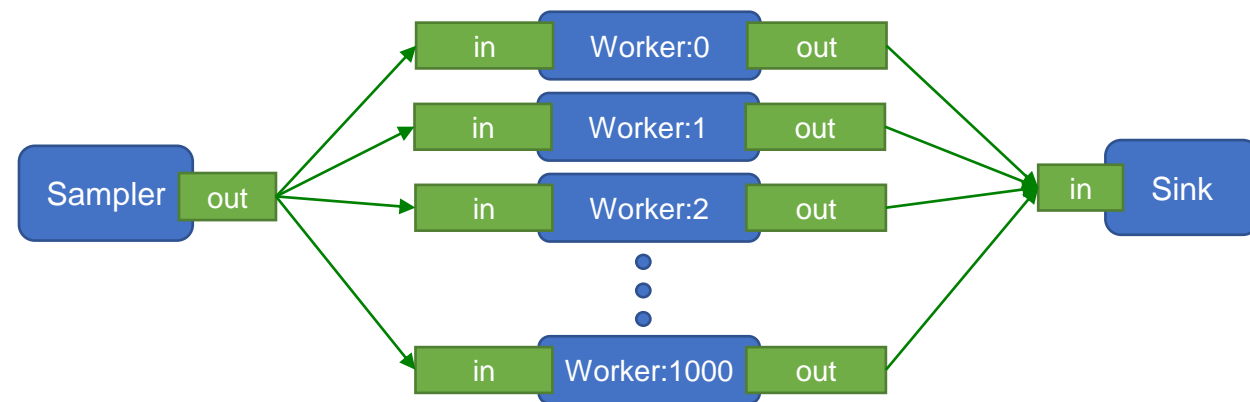 in Worker:0 out
in Worker:1 out
Sampler out
in Worker:2 out
in Sink
in Worker:1000 out